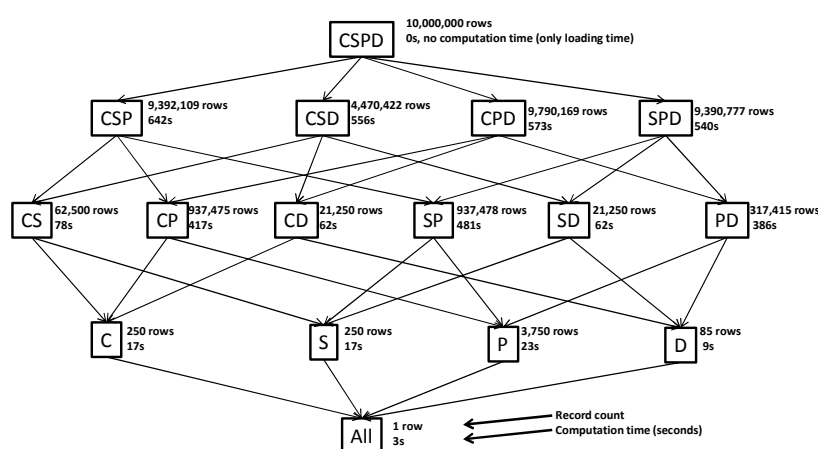 10,000,000 rows
CSPD
0s, no computation time (only loading time)
CSP
9,392,109 rows
642s
CSD
4,470,422 rows
556s
CPD
9,790,169 rows
573s
SPD
9,390,777 rows
540s
CS
62,500 rows
78s
CP
937,475 rows
417s
CD
21,250 rows
62s
SP
937,478 rows
481s
SD
21,250 rows
62s
PD
317,415 rows
386s
C
250 rows
17s
S
250 rows
17s
P
3,750 rows
23s
D
85 rows
9s
All
1 row
3s
Record count
Computation time (seconds)